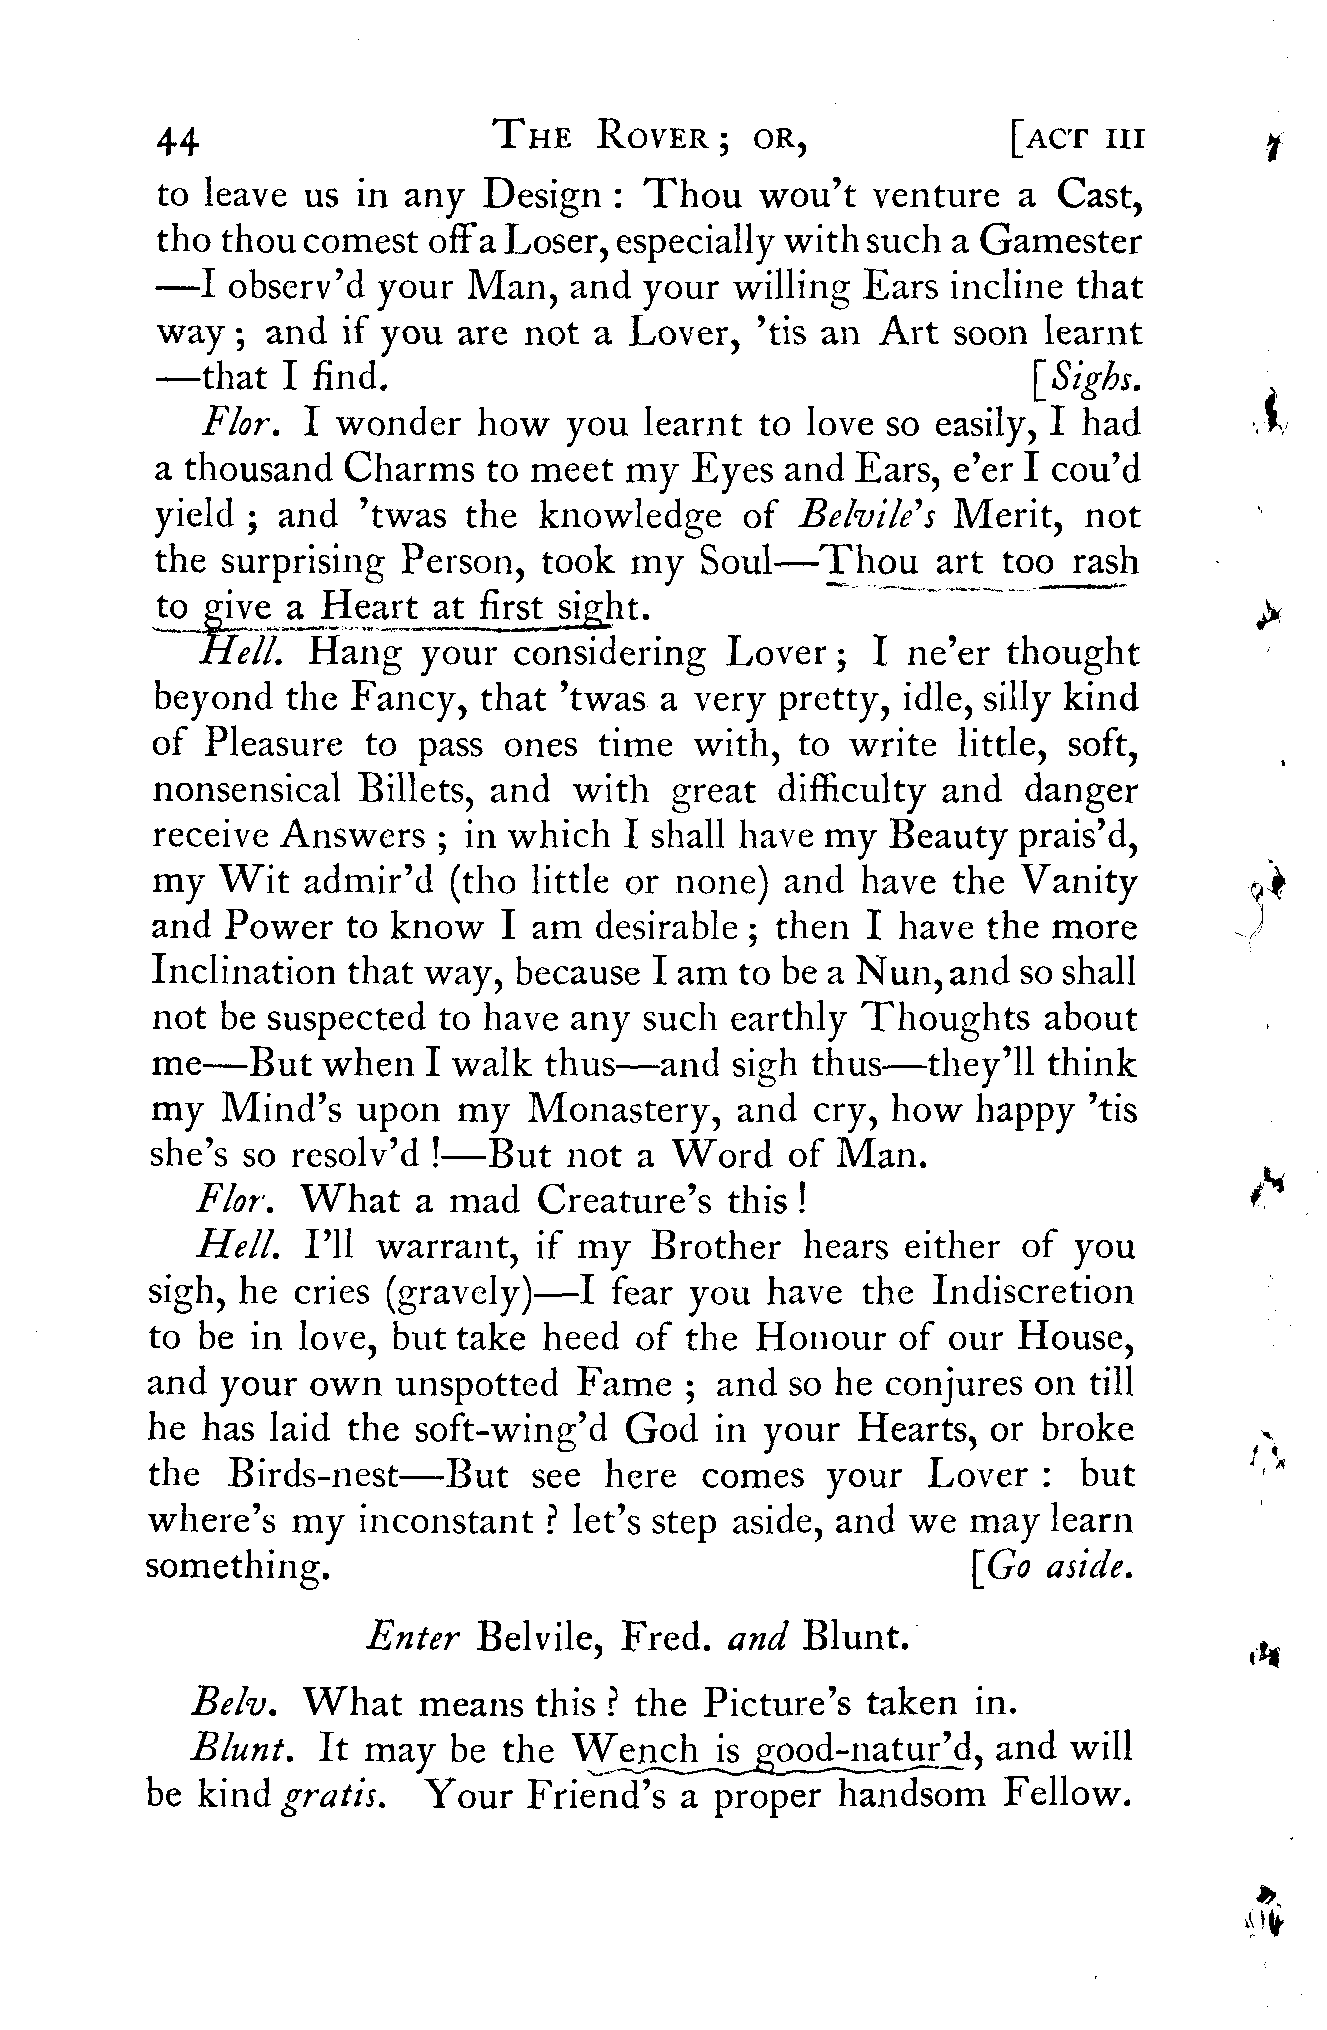 44 THE ROVER; OR, [ACT III
to leave us in any Design: Thou wou't venture a Cast,
tho thou comest off a Loser, especially with such a Gamester
—I observ'd your Man, and your willing Ears incline that
way; and if you are not a Lover, 'tis an Art soon learnt
—that I find. [Sighs.
Flor. I wonder how you learnt to love so easily, I had
a thousand Charms to meet my Eyes and Ears, e'er I cou'd
yield; and 'twas the knowledge of Belvile's Merit, not
the surprising Person, took my Soul—Thou art too rash
to give a Heart at first sight.
Hell. Hang your considering Lover; I ne'er thought
beyond the Fancy, that 'twas a very pretty, idle, silly kind
of Pleasure to pass ones time with, to write little, soft,
nonsensical Billets, and with great difficulty and danger
receive Answers; in which I shall have my Beauty prais'd,
my Wit admir'd (tho little or none) and have the Vanity
and Power to know I am desirable; then I have the more
Inclination that way, because I am to be a Nun, and so shall
not be suspected to have any such earthly Thoughts about
me—But when I walk thus—and sigh thus—they'll think
my Mind's upon my Monastery, and cry, how happy 'tis
she's so resolv'd!—But not a Word of Man.
Flor. What a mad Creature's this!
Hell. I'll warrant, if my Brother hears either of you
sigh, he cries (gravely)—I fear you have the Indiscretion
to be in love, but take heed of the Honour of our House,
and your own unspotted Fame; and so he conjures on till
he has laid the soft-wing'd God in your Hearts, or broke
the Birds-nest—But see here comes your Lover: but
where's my inconstant? let's step aside, and we may learn
something. [Go aside.
Enter Belvile, Fred. and Blunt.
Belv. What means this? the Picture's taken in.
Blunt. It may be the Wench is good-natur'd, and will
be kind gratis. Your Friend's a proper handsom Fellow.